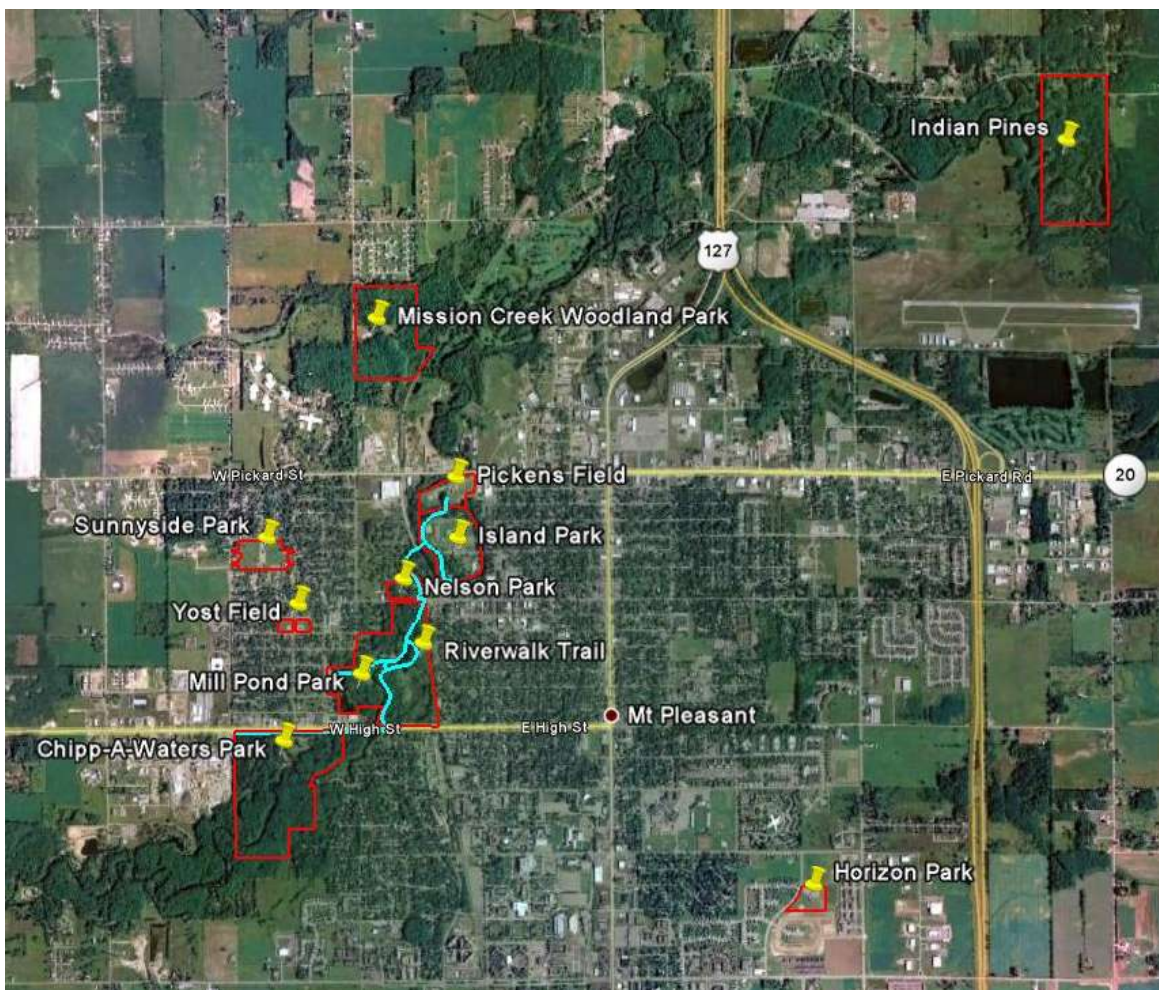 Indian Pines
127
Mission Creek Woodland Park
W Pickard St
Pickens Field
E Pickard Rd
20
Sunnyside Park
Island Park
Nelson Park
Yost Field
Riverwalk Trail
Mill Pond Park
Mt Pleasant
W High St
E High St
Chipp-A-Waters Park
Horizon Park